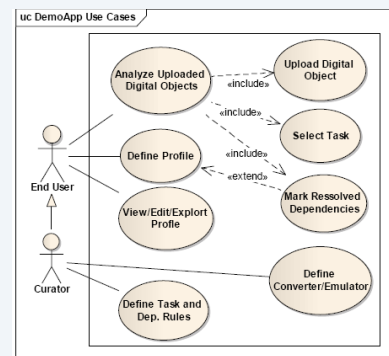 uc DemoApp Use Cases
Analyze Uploaded
Digital Objects
«include»
Upload Digital
Object
«include»
Select Task
«include»
Define Profile
«extend»
Mark Ressolved
Dependencies
End User
View/Edit/Explort
Profle
Curator
Define
Converter/Emulator
Define Task and
Dep. Rules